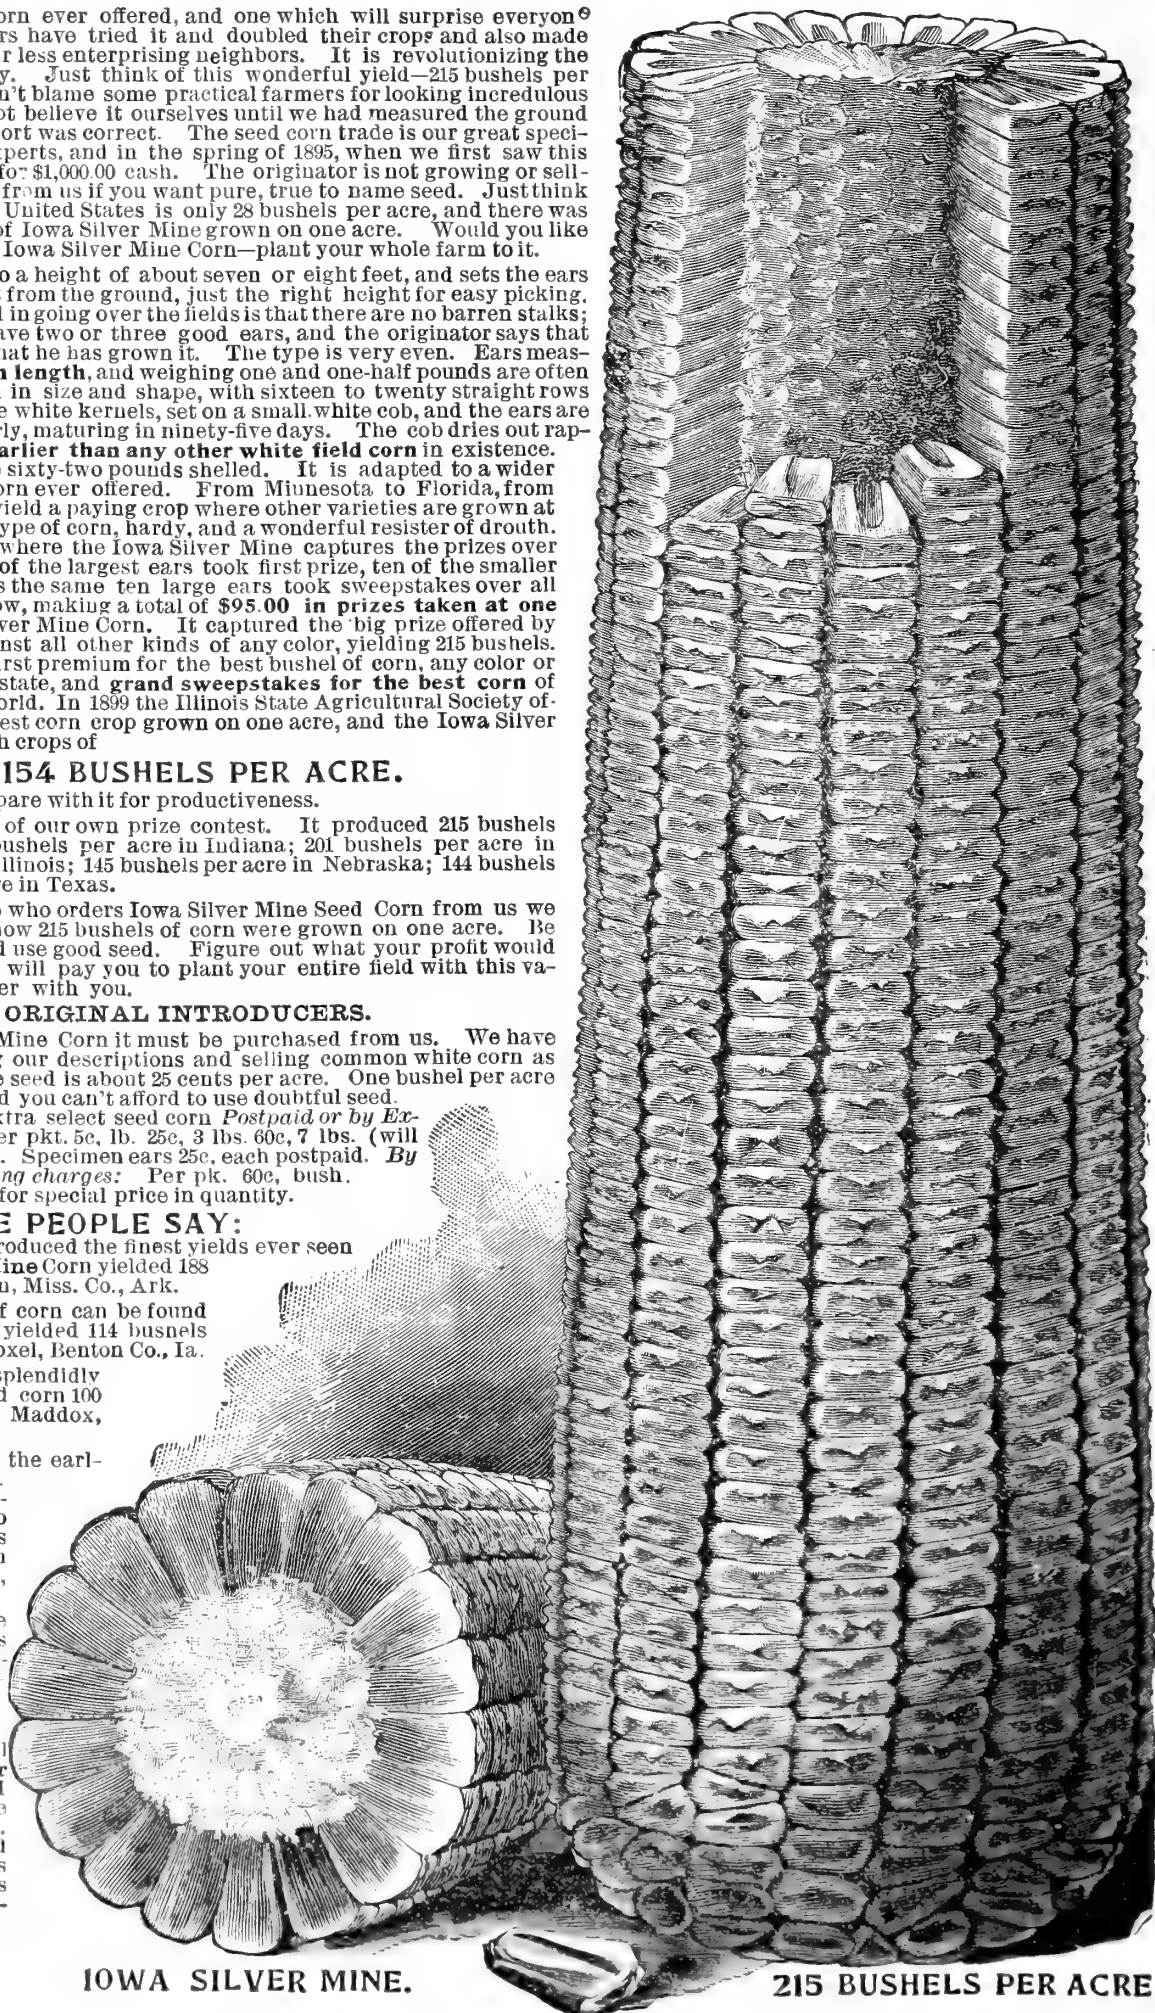 orn ever offered, and one which will surprise everyone
rs have tried it and doubled their crops and also made
r less enterprising neighbors. It is revolutionizing the
y. Just think of this wonderful yield—215 bushels per
n't blame some practical farmers for looking incredulous
ot believe it ourselves until we had measured the ground
ort was correct. The seed corn trade is our great speci-
perts, and in the spring of 1895, when we first saw this
for $1,000.00 cash. The originator is not growing or sell-
from us if you want pure, true to name seed. Just think
United States is only 28 bushels per acre, and there was
of Iowa Silver Mine grown on one acre. Would you like
Iowa Silver Mine Corn—plant your whole farm to it.
o a height of about seven or eight feet, and sets the ears
from the ground, just the right height for easy picking.
l in going over the fields is that there are no barren stalks;
ave two or three good ears, and the originator says that
hat he has grown it. The type is very even. Ears meas-
n length, and weighing one and one-half pounds are often
in size and shape, with sixteen to twenty straight rows
e white kernels, set on a small white cob, and the ears are
rly, maturing in ninety-five days. The cob dries out rap-
arlier than any other white field corn in existence.
sixty-two pounds shelled. It is adapted to a wider
orn ever offered. From Minnesota to Florida, from
yield a paying crop where other varieties are grown at
ype of corn, hardy, and a wonderful resister of drouth.
where the Iowa Silver Mine captures the prizes over
of the largest ears took first prize, ten of the smaller
s the same ten large ears took sweepstakes over all
ow, making a total of $95.00 in prizes taken at one
ver Mine Corn. It captured the big prize offered by
nst all other kinds of any color, yielding 215 bushels.
irst premium for the best bushel of corn, any color or
state, and grand sweepstakes for the best corn of
orld. In 1899 the Illinois State Agricultural Society of-
est corn crop grown on one acre, and the Iowa Silver
h crops of
154 BUSHELS PER ACRE.
pare with it for productiveness.
of our own prize contest. It produced 215 bushels
bushels per acre in Indiana; 201 bushels per acre in
Illinois; 145 bushels per acre in Nebraska; 144 bushels
e in Texas.
who orders Iowa Silver Mine Seed Corn from us we
how 215 bushels of corn were grown on one acre. Be
d use good seed. Figure out what your profit would
will pay you to plant your entire field with this va-
er with you.
ORIGINAL INTRODUCERS.
Mine Corn it must be purchased from us. We have
g our descriptions and selling common white corn as
e seed is about 25 cents per acre. One bushel per acre
d you can't afford to use doubtful seed.
xtra select seed corn Postpaid or by Ex-
er pkt. 5c, lb. 25c, 3 lbs. 60c, 7 lbs. (will
. Specimen ears 25c, each postpaid. By
ng charges: Per pk. 60c, bush.
for special price in quantity.
E PEOPLE SAY:
roduced the finest yields ever seen
Mine Corn yielded 188
n, Miss. Co., Ark.
f corn can be found
yielded 114 busnels
oxel, Benton Co., Ia.
splendidly
d corn 100
Maddox,
the earl-
IOWA SILVER MINE.
215 BUSHELS PER ACRE